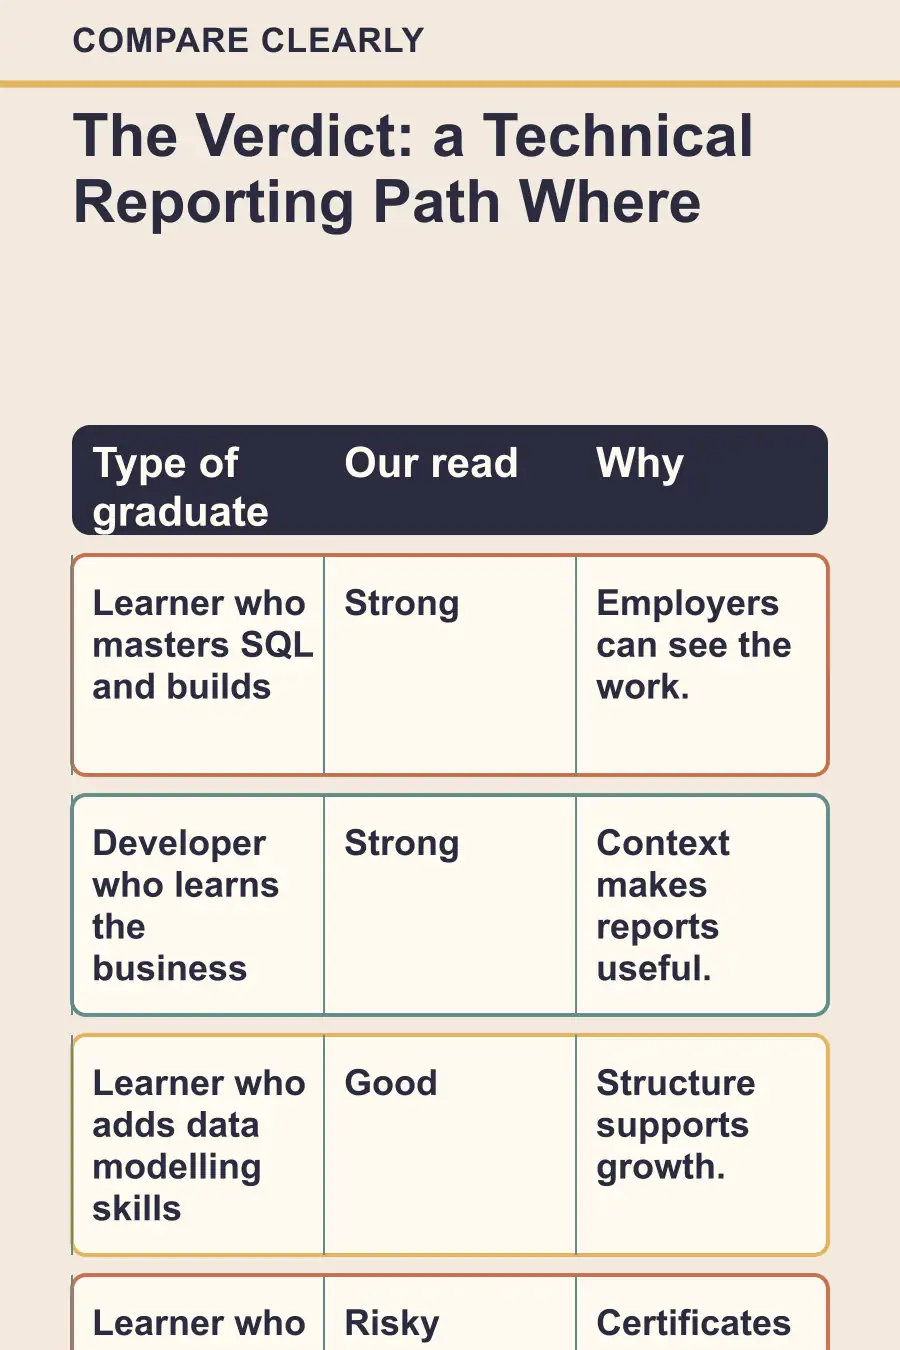 COMPARE CLEARLY
The Verdict: a Technical
Reporting Path Where
Type of
graduate
Our read
Why
Learner who
masters SQL
and builds
Strong
Employers
can see the
work.
Developer
who learns
the
business
Strong
Context
makes
reports
useful.
Learner who
adds data
modelling
skills
Good
Structure
supports
growth.
Learner who
Risky
Certificates